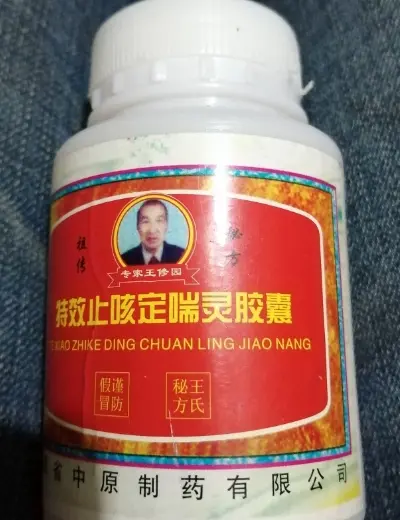 祖传
秘方
专家王修园
特效止咳定喘灵胶囊
TEXIAO ZHIKE DING CHUAN LING JIAO NANG
谨防假冒
王氏秘方
省中原制药有限公司